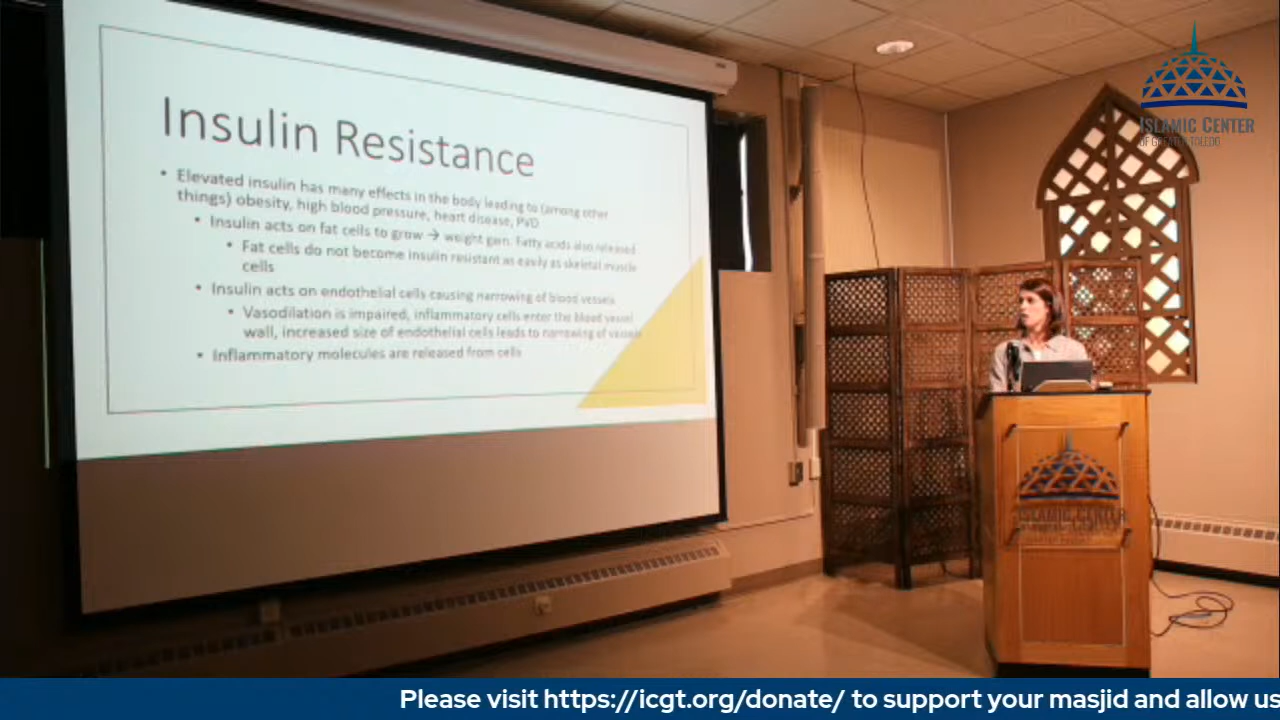 Insulin Resistance
• Elevated insulin has many effects in the body leading to (among other
things) obesity, high blood pressure, heart disease, PVD
• Insulin acts on fat cells to grow → weight gain. Fatty acids also released
• Fat cells do not become insulin resistant as easily as skeletal muscle
cells
• Insulin acts on endothelial cells causing narrowing of blood vessels
• Vasodilation is impaired, inflammatory cells enter the blood vessel
wall, increased size of endothelial cells leads to narrowing of vessels
• Inflammatory molecules are released from cells
ISLAMIC CENTER
OF GREATER TOLEDO
ISLAMIC CENTER
Please visit https://icgt.org/donate/ to support your masjid and allow us